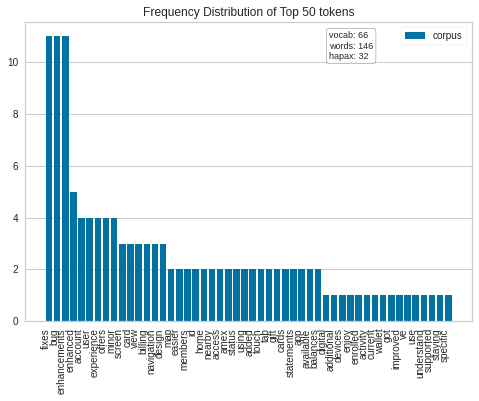 Frequency Distribution of Top 50 tokens
vocab: 66
words: 146
hapax: 32
corpus
10
8
6
4
2
0
fixes
bug
enhancements
enhanced
account
user
experience
offers
minor
screen
card
view
billing
navigation
design
map
easier
members
id
home
nearby
access
amex
status
using
added
touch
tab
gift
cards
statements
app
available
balances
digital
additional
devices
enjoy
enrolled
activity
current
wallet
got
improved
ve
use
understand
supported
staying
specific